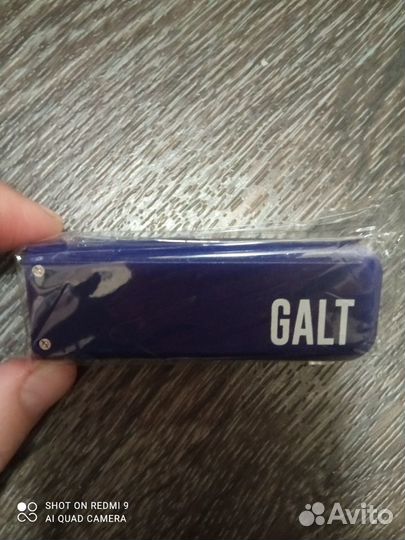 GALT
SHOT ON REDMI 9
AI QUAD CAMERA
Avito